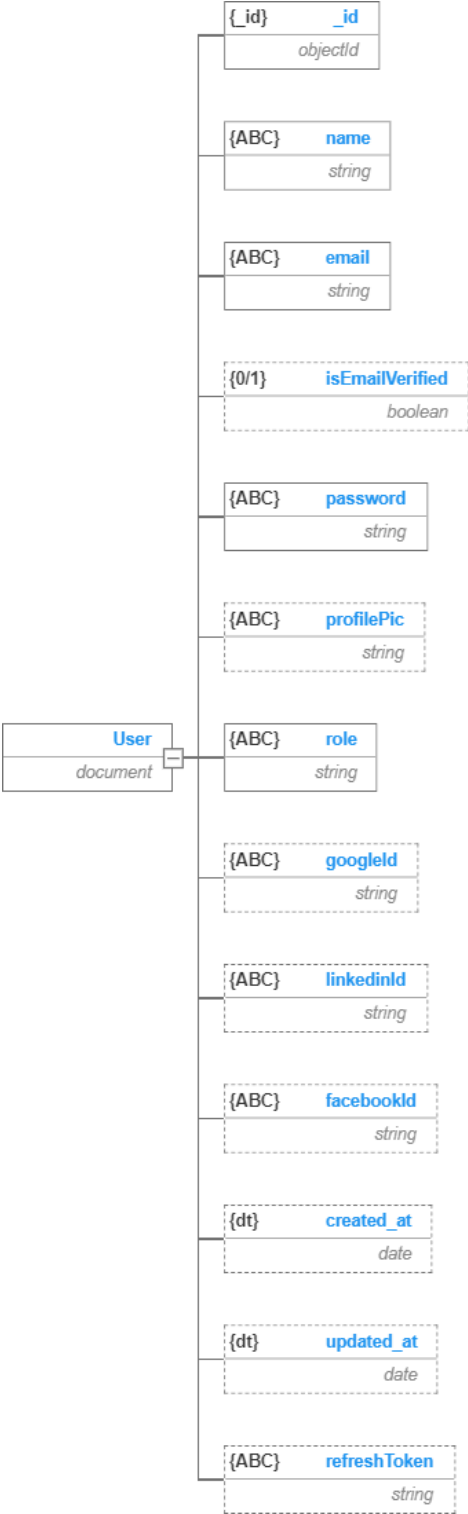 {_id} _id
objectId
{ABC} name
string
{ABC} email
string
{0/1} isEmailVerified
boolean
{ABC} password
string
{ABC} profilePic
string
User
document
{ABC} role
string
{ABC} googleId
string
{ABC} linkedinId
string
{ABC} facebookId
string
{dt} created_at
date
{dt} updated_at
date
{ABC} refreshToken
string